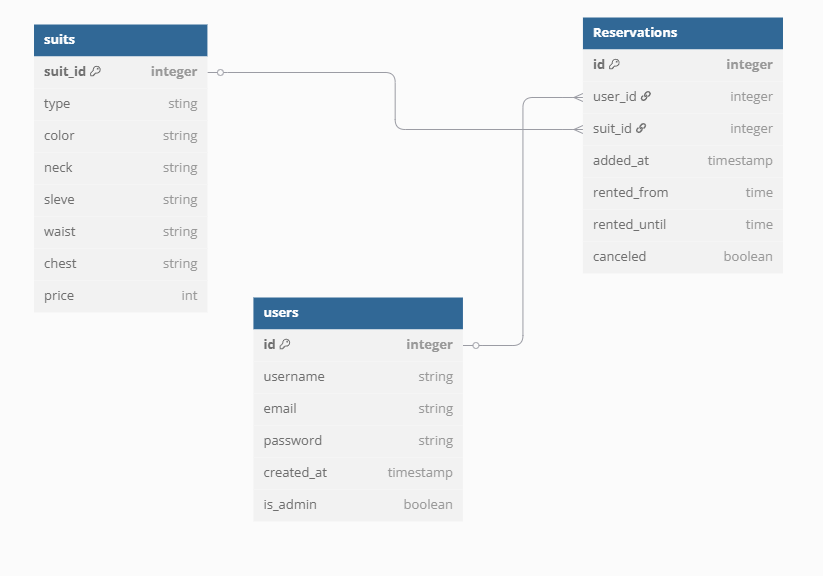 suits
suit_id integer
type sting
color string
neck string
sleve string
waist string
chest string
price int
Reservations
id integer
user_id integer
suit_id integer
added_at timestamp
rented_from time
rented_until time
canceled boolean
users
id integer
username string
email string
password string
created_at timestamp
is_admin boolean